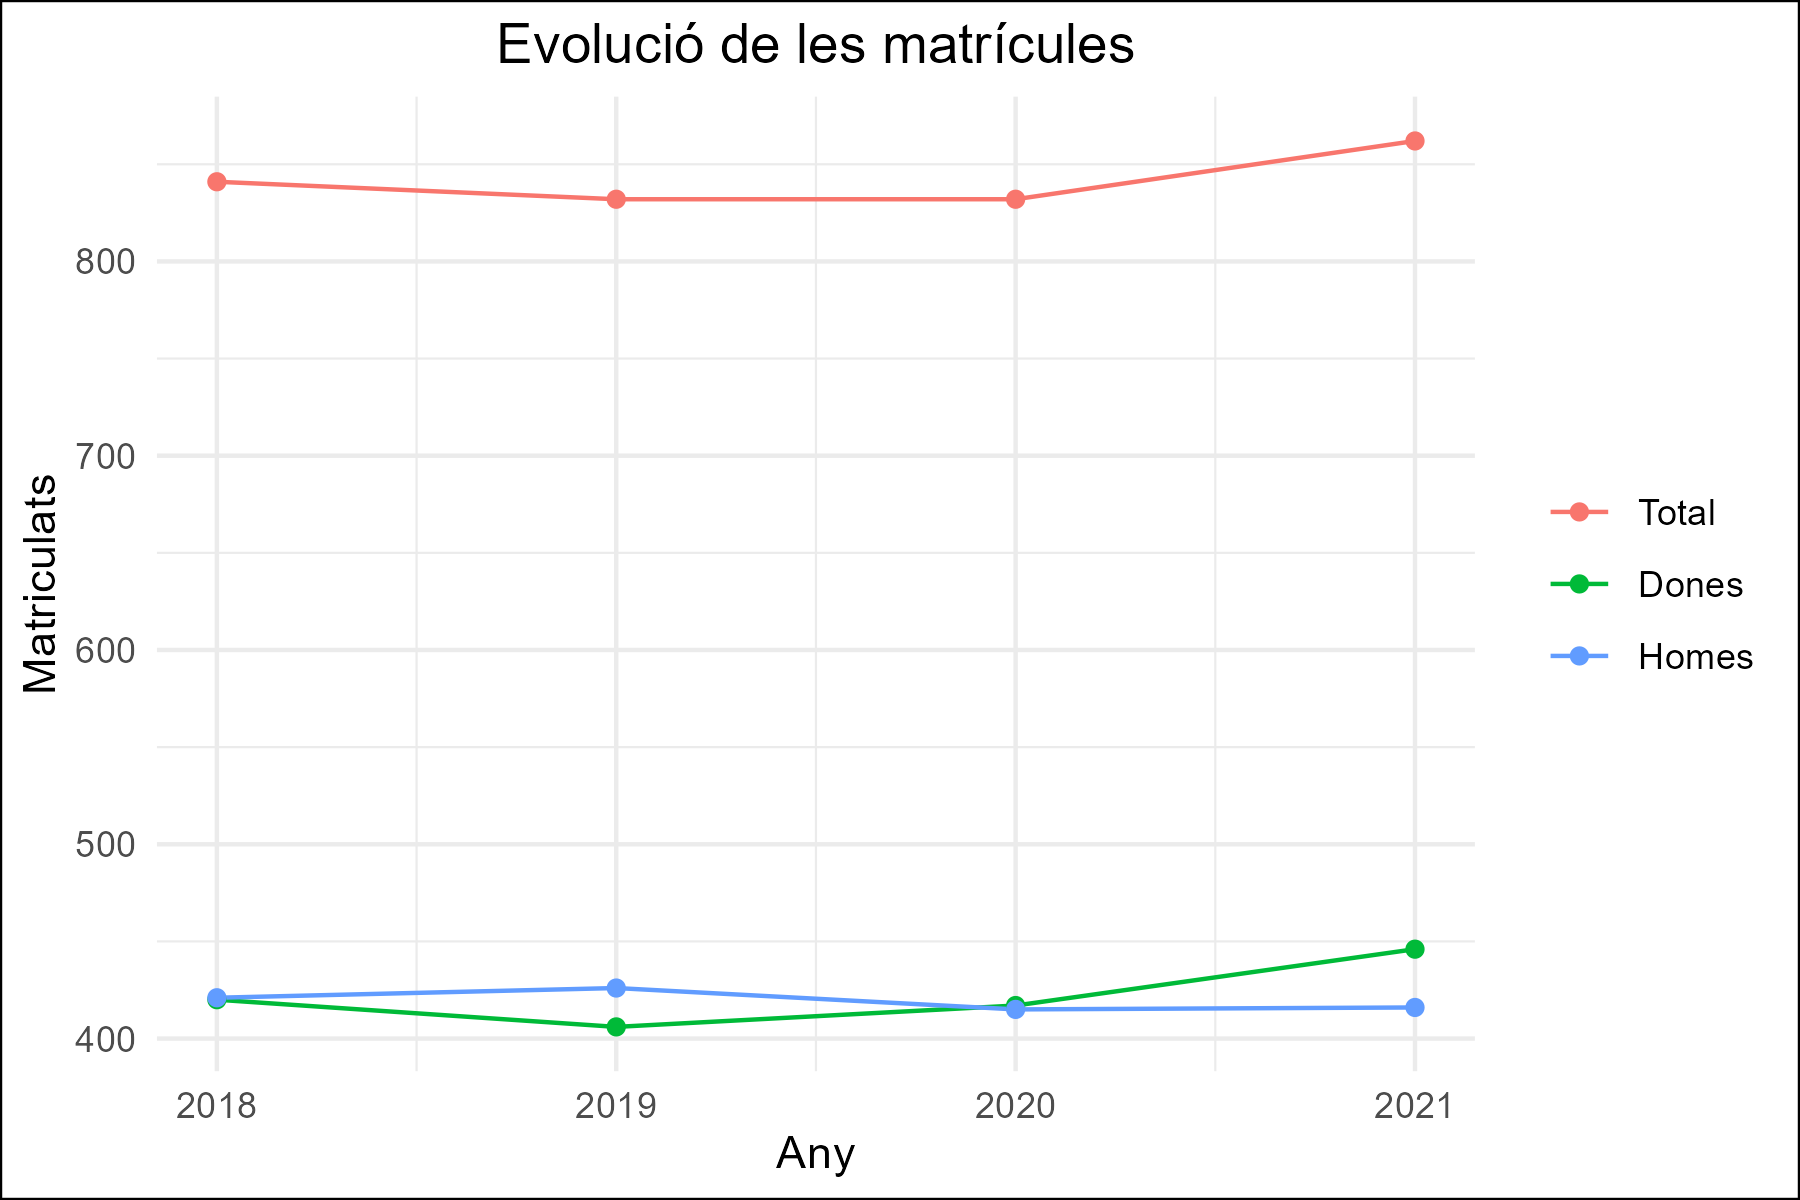 Evolució de les matrícules
Matriculats
800
700
600
500
400
2018 2019 2020 2021
Any
Total
Dones
Homes